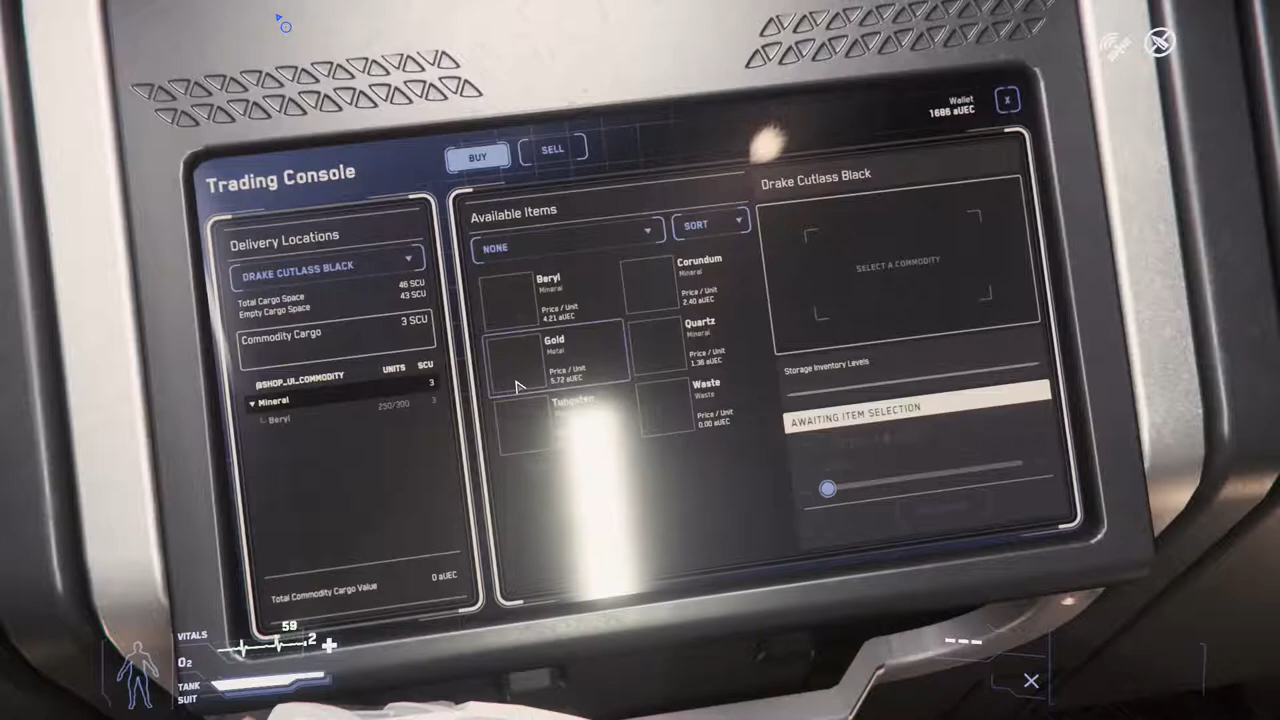 Wallet
1686 aUEC
X
Trading Console
BUY
SELL
Delivery Locations
DRAKE CUTLASS BLACK
Total Cargo Space 46 SCU
Empty Cargo Space 43 SCU
Commodity Cargo 3 SCU
@SHOP_UI_COMMODITY UNITS SCU
Mineral 3
Beryl 250/300 3
Total Commodity Cargo Value 0 aUEC
Available Items
NONE
SORT
Beryl
Mineral
Price / Unit
4.21 aUEC
Corundum
Mineral
Price / Unit
2.40 aUEC
Gold
Metal
Price / Unit
5.72 aUEC
Quartz
Mineral
Price / Unit
1.36 aUEC
Tungsten
Waste
Waste
Price / Unit
0.00 aUEC
Drake Cutlass Black
SELECT A COMMODITY
Storage Inventory Levels
AWAITING ITEM SELECTION
VITALS
59
.2
O2
TANK
SUIT